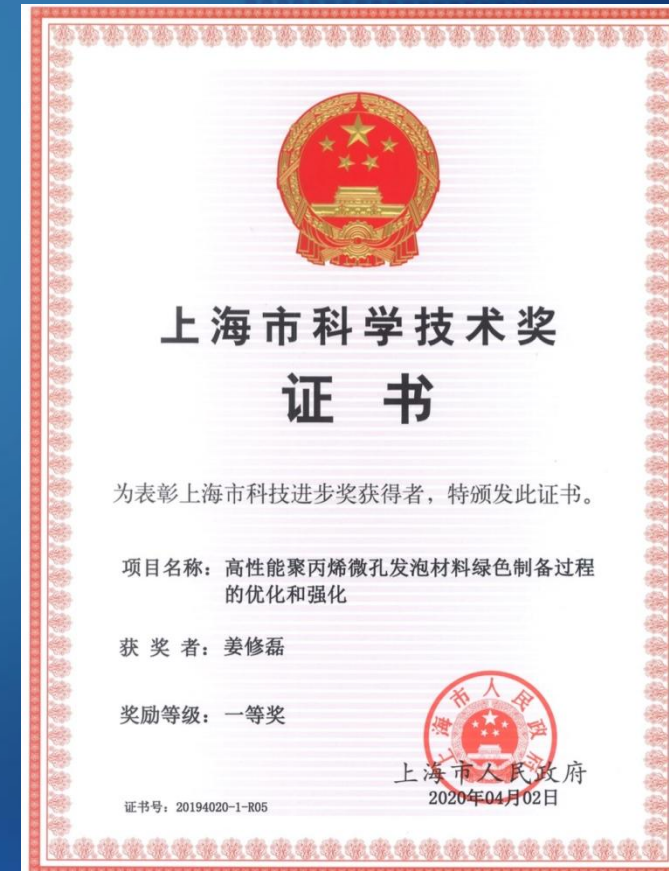 上海市科学技术奖
证 书
为表彰上海市科技进步奖获得者，特颁发此证书。
项目名称：高性能聚丙烯微孔发泡材料绿色制备过程
的优化和强化
获 奖 者：姜修磊
奖励等级：一等奖
上海市人民政府
上海市人民政府
2020年04月02日
证书号：20194020-1-R05